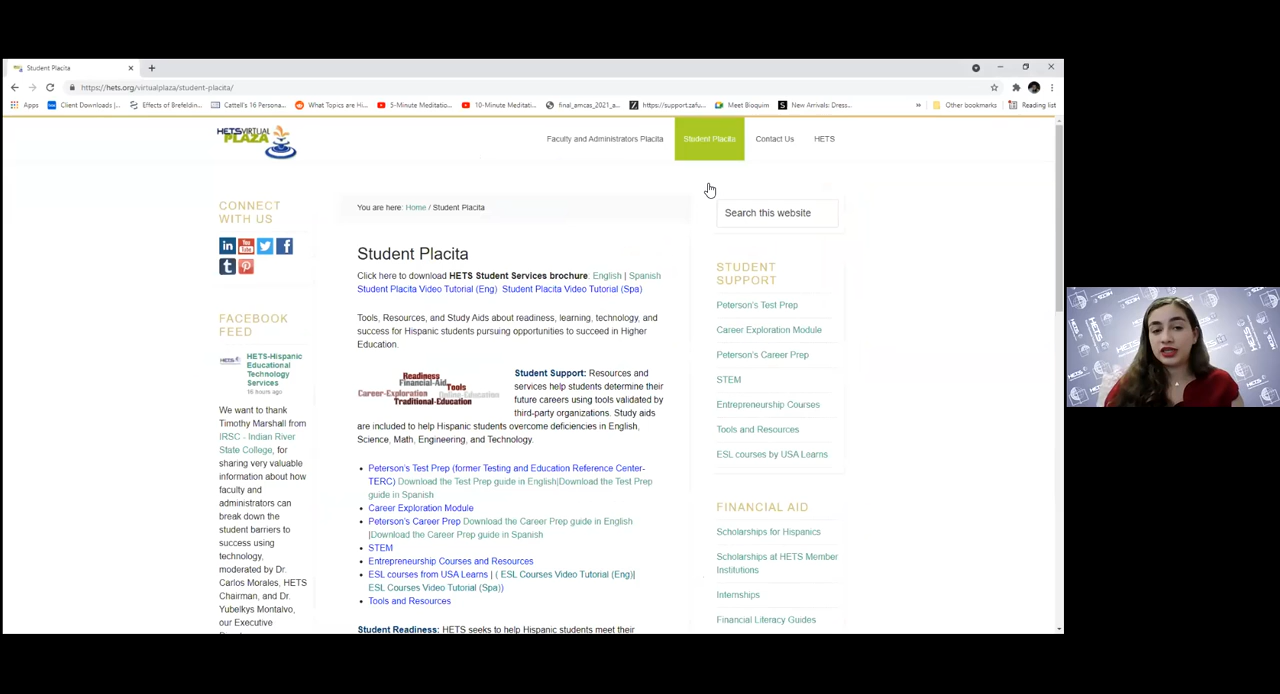 Student Placita
https://hets.org/virtualplaza/student-placita/
Apps
Client Downloads |...
Effects of Brefeldin...
Cattell's 16 Persona...
What Topics are Hi...
5-Minute Meditatio...
10-Minute Meditati...
final_amcas_2021_a...
https://support.zafu...
Meet Bioquim
New Arrivals: Dress...
»
Other bookmarks
Reading list
HETS VIRTUAL
PLAZA
Faculty and Administrators Placita
Student Placita
Contact Us
HETS
CONNECT
WITH US
FACEBOOK
FEED
HETS-Hispanic
Educational
Technology
Services
16 hours ago
We want to thank
Timothy Marshall from
IRSC - Indian River
State College, for
sharing very valuable
information about how
faculty and
administrators can
break down the
student barriers to
success using
technology,
moderated by Dr.
Carlos Morales, HETS
Chairman, and Dr.
Yubelkys Montalvo,
our Executive
You are here: Home / Student Placita
Student Placita
Click here to download HETS Student Services brochure: English | Spanish
Student Placita Video Tutorial (Eng) Student Placita Video Tutorial (Spa)
Tools, Resources, and Study Aids about readiness, learning, technology, and
success for Hispanic students pursuing opportunities to succeed in Higher
Education.
Readiness
Financial-Aid
Tools
Career-Exploration
Online-Education
Traditional-Education
Student Support: Resources and
services help students determine their
future careers using tools validated by
third-party organizations. Study aids
are included to help Hispanic students overcome deficiencies in English,
Science, Math, Engineering, and Technology.
• Peterson's Test Prep (former Testing and Education Reference Center-
TERC) Download the Test Prep guide in English|Download the Test Prep
guide in Spanish
• Career Exploration Module
• Peterson's Career Prep Download the Career Prep guide in English
|Download the Career Prep guide in Spanish
• STEM
• Entrepreneurship Courses and Resources
• ESL courses from USA Learns | ( ESL Courses Video Tutorial (Eng)|
ESL Courses Video Tutorial (Spa))
• Tools and Resources
Student Readiness: HETS seeks to help Hispanic students meet their
Search this website
STUDENT
SUPPORT
Peterson's Test Prep
Career Exploration Module
Peterson's Career Prep
STEM
Entrepreneurship Courses
Tools and Resources
ESL courses by USA Learns
FINANCIAL AID
Scholarships for Hispanics
Scholarships at HETS Member
Institutions
Internships
Financial Literacy Guides